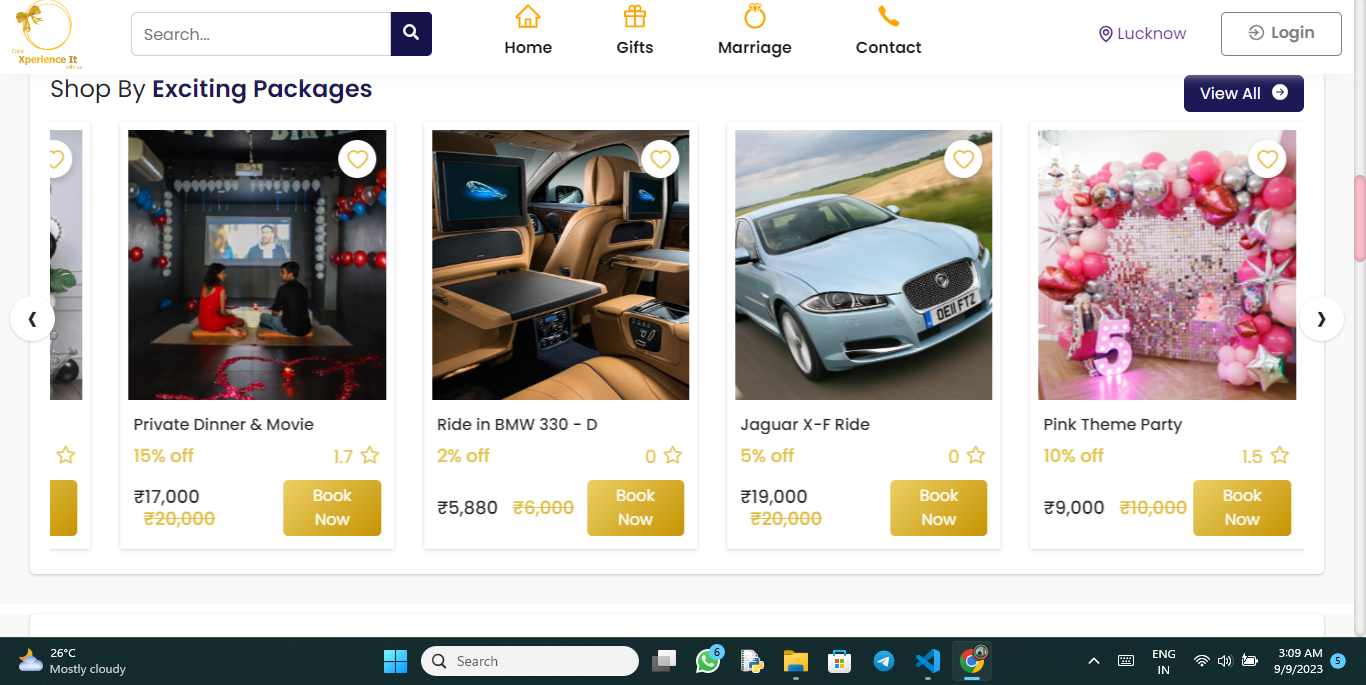 Come
Xperience It
with us
Search...
Home
Gifts
Marriage
Contact
Lucknow
Login
Shop By Exciting Packages
View All
Private Dinner & Movie
15% off
1.7
₹17,000
₹20,000
Book
Now
Ride in BMW 330 - D
2% off
0
₹5,880 ₹6,000
Book
Now
OE11 FTZ
Jaguar X-F Ride
5% off
0
₹19,000
₹20,000
Book
Now
5
Pink Theme Party
10% off
1.5
₹9,000 ₹10,000
Book
Now
26°C
Mostly cloudy
Search
6
ENG
IN
3:09 AM
9/9/2023
5